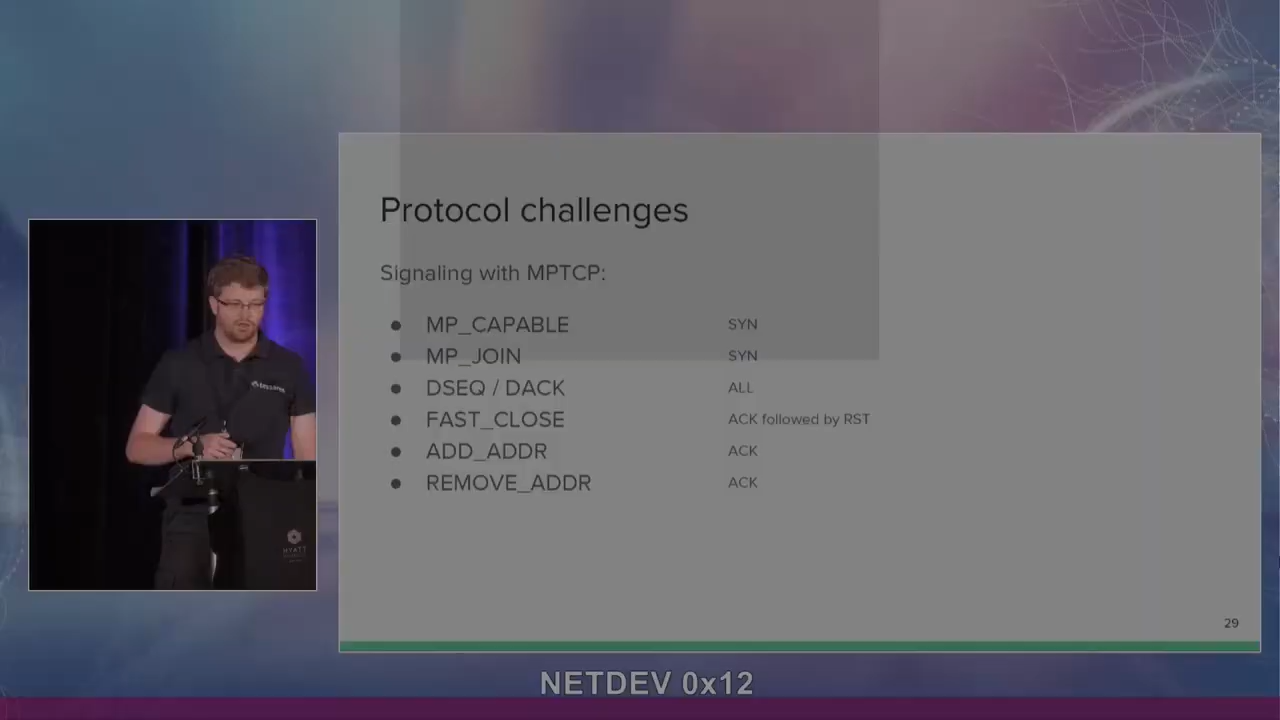 Protocol challenges
Signaling with MPTCP:
● MP_CAPABLE SYN
● MP_JOIN SYN
● DSEQ / DACK ALL
● FAST_CLOSE ACK followed by RST
● ADD_ADDR ACK
● REMOVE_ADDR ACK
29
HYATT
NETDEV 0x12